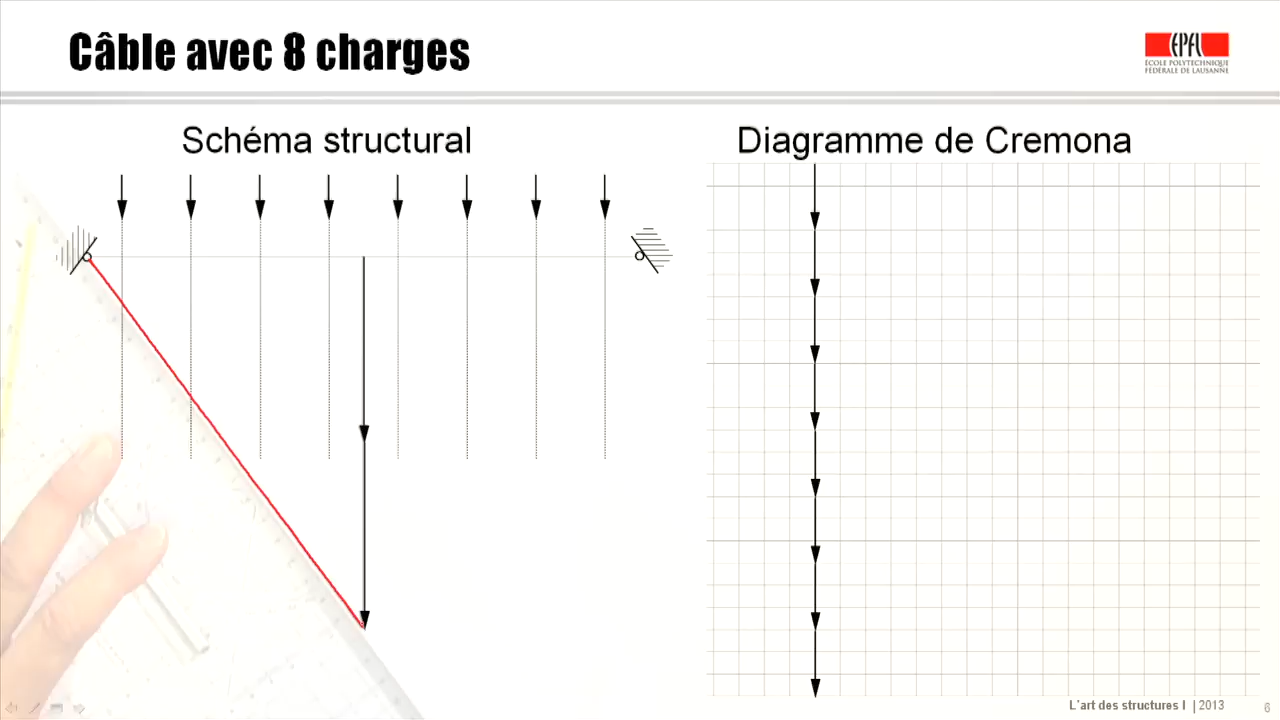 Câble avec 8 charges
EPFL
ÉCOLE POLYTECHNIQUE
FÉDÉRALE DE LAUSANNE
Schéma structural
Diagramme de Cremona
L'art des structures I | 2013
6